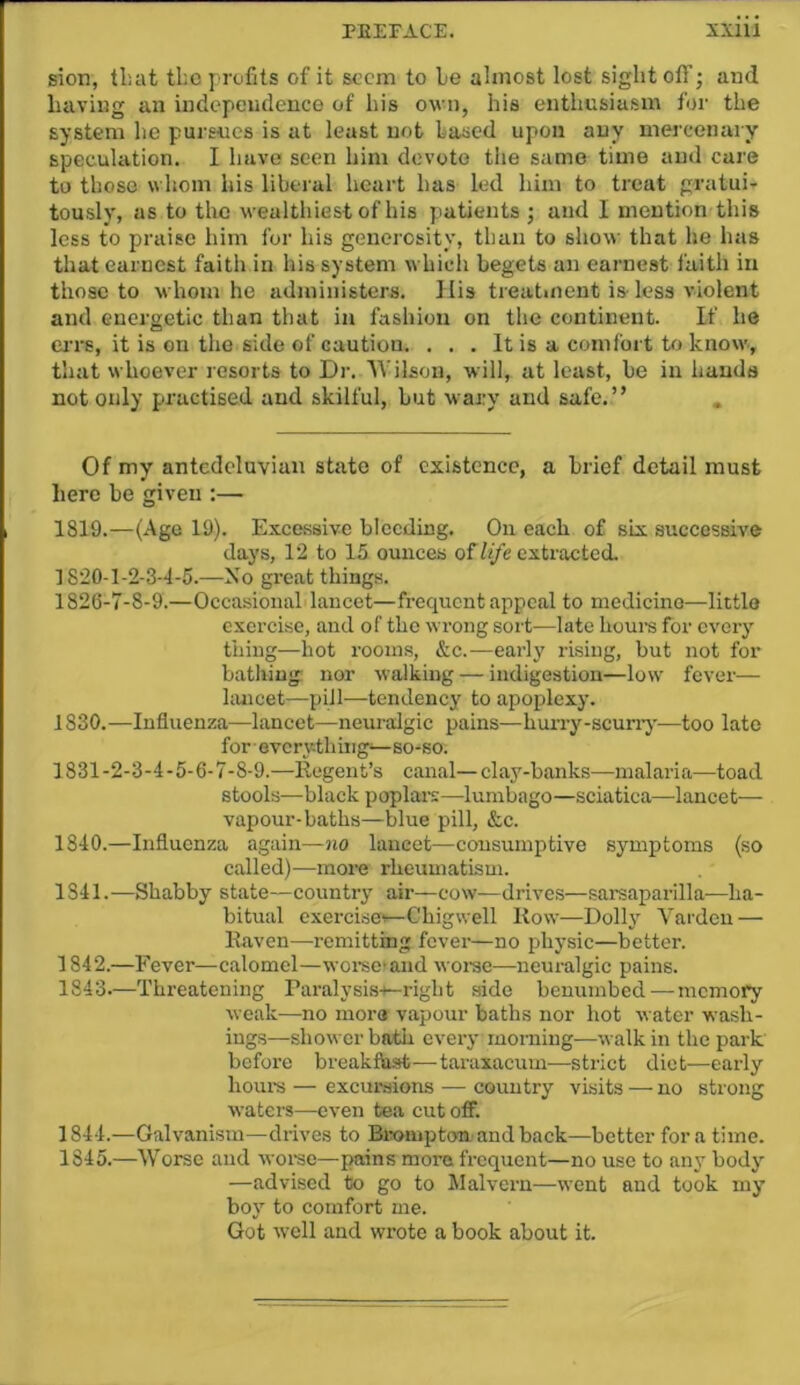 PREFACE. xxiii
sion, that the profits of it seem to be almost lost sight off; and
having an independence of his own, his enthusiasm for the
system he pursues is at least not based upon any mercenary
speculation. I have seen him devote the same time and care
to those whom his liberal heart has led him to treat gratui-
tously, as to the wealthiest of his patients; and I mention this
less to praise him for his generosity, than to show that he has
that earnest faith in his system which begets an earnest faith in
those to whom he administers. His treatment is less violent
and energetic than that in fashion on the continent. If he
errs, it is on the side of caution. . . . It is a comfort to know,
that whoever resorts to Dr. Wilson, will, at least, be in hands
not only practised and skilful, but wary and safe.”
Of my antedeluvian state of existence, a brief detail must
here be given :—
1819.—(Age 19). Excessive bleeding. On each of six successive
days, 12 to 15 ounces of life extracted.
1820-1-2-3-4-5.—No great things.
1826-7-8-9.—Occasional lancet—frequent appeal to medicine—little
exercise, and of the wrong sort—late hours for every
thing—hot rooms, &c.—early rising, but not for
bathing nor walking — indigestion—low fever—
lancet—pill—tendency to apoplexy.
1830.—Influenza—lancet—neuralgic pains—hurry-scurry—too late
for everything—so-so.
1831-2-3-4-5-6-7-8-9.—Regent’s canal—clay-banks—malaria—toad
stools—black poplars—lumbago—sciatica—lancet—
vapour-baths—blue pill, &c.
1840.—Influenza again—no lancet—consumptive symptoms (so
called)—more rheumatism.
1841.—Shabby state—country air—cow—drives—sarsaparilla—ha-
bitual exercise—Chigwell Row—Dolly Varden—
Raven—remitting fever—no physic—better.
1842.—Fever—calomel—worse and worse—neuralgic pains.
1843.—Threatening Paralysis—right side benumbed—memory
weak—no more vapour baths nor hot water wash-
ings—shower bath every morning—walk in the park
before breakfast—taraxacum—strict diet—early
hours — excursions — country visits — no strong
waters—even tea cut off.
1844.—Galvanism—drives to Brompton and back—better for a time.
1845.—Worse and worse—pains more frequent—no use to any body
—advised to go to Malvern—went and took my
boy to comfort me.
Got well and wrote a book about it.